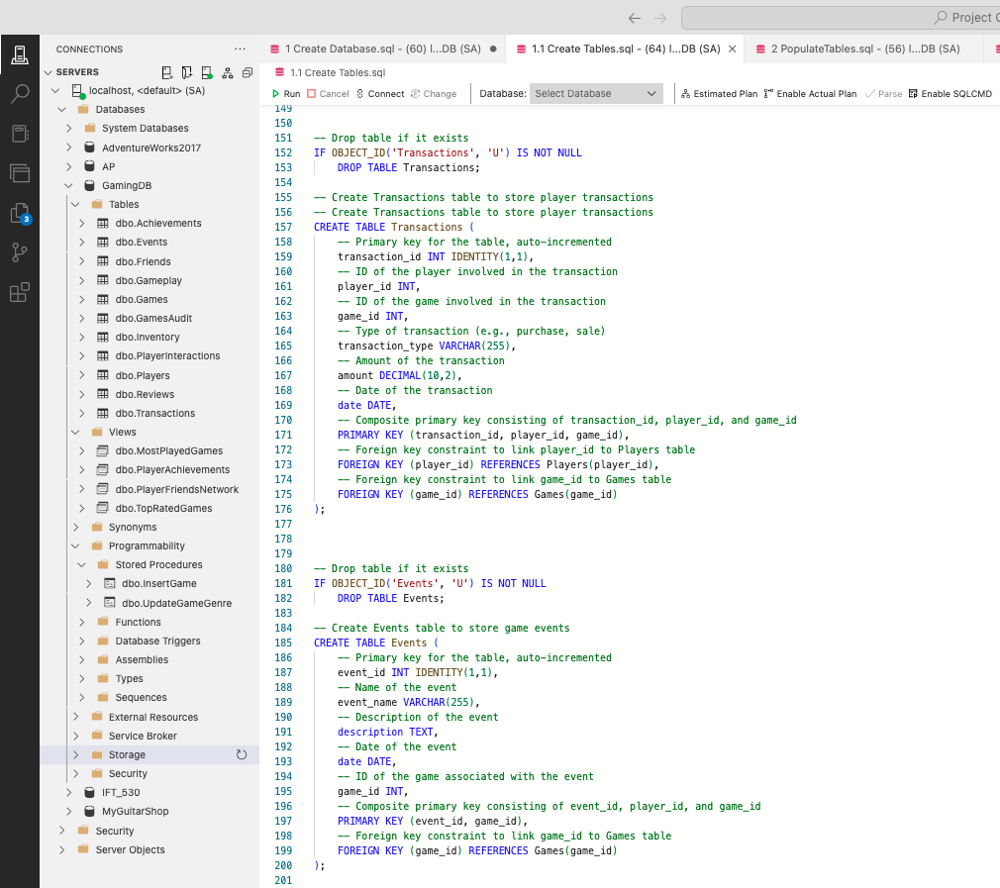 Project C
CONNECTIONS
SERVERS
localhost, <default> (SA)
Databases
System Databases
AdventureWorks2017
AP
GamingDB
Tables
dbo.Achievements
dbo.Events
dbo.Friends
dbo.Gameplay
dbo.Games
dbo.GamesAudit
dbo.Inventory
dbo.PlayerInteractions
dbo.Players
dbo.Reviews
dbo.Transactions
Views
dbo.MostPlayedGames
dbo.PlayerAchievements
dbo.PlayerFriendsNetwork
dbo.TopRatedGames
Synonyms
Programmability
Stored Procedures
dbo.InsertGame
dbo.UpdateGameGenre
Functions
Database Triggers
Assemblies
Types
Sequences
External Resources
Service Broker
Storage
Security
IFT_530
MyGuitarShop
Security
Server Objects
3
1 Create Database.sql - (60) l...DB (SA)
1.1 Create Tables.sql - (64) l...DB (SA)
2 PopulateTables.sql - (56) l...DB (SA)
1.1 Create Tables.sql
Run Cancel Connect Change Database: Select Database Estimated Plan Enable Actual Plan Parse Enable SQLCMD
149
150
151 -- Drop table if it exists
152 IF OBJECT_ID('Transactions', 'U') IS NOT NULL
153 DROP TABLE Transactions;
154
155 -- Create Transactions table to store player transactions
156 -- Create Transactions table to store player transactions
157 CREATE TABLE Transactions (
158 -- Primary key for the table, auto-incremented
159 transaction_id INT IDENTITY(1,1),
160 -- ID of the player involved in the transaction
161 player_id INT,
162 -- ID of the game involved in the transaction
163 game_id INT,
164 -- Type of transaction (e.g., purchase, sale)
165 transaction_type VARCHAR(255),
166 -- Amount of the transaction
167 amount DECIMAL(10,2),
168 -- Date of the transaction
169 date DATE,
170 -- Composite primary key consisting of transaction_id, player_id, and game_id
171 PRIMARY KEY (transaction_id, player_id, game_id),
172 -- Foreign key constraint to link player_id to Players table
173 FOREIGN KEY (player_id) REFERENCES Players(player_id),
174 -- Foreign key constraint to link game_id to Games table
175 FOREIGN KEY (game_id) REFERENCES Games(game_id)
176 );
177
178
179
180 -- Drop table if it exists
181 IF OBJECT_ID('Events', 'U') IS NOT NULL
182 DROP TABLE Events;
183
184 -- Create Events table to store game events
185 CREATE TABLE Events (
186 -- Primary key for the table, auto-incremented
187 event_id INT IDENTITY(1,1),
188 -- Name of the event
189 event_name VARCHAR(255),
190 -- Description of the event
191 description TEXT,
192 -- Date of the event
193 date DATE,
194 -- ID of the game associated with the event
195 game_id INT,
196 -- Composite primary key consisting of event_id, player_id, and game_id
197 PRIMARY KEY (event_id, game_id),
198 -- Foreign key constraint to link game_id to Games table
199 FOREIGN KEY (game_id) REFERENCES Games(game_id)
200 );
201